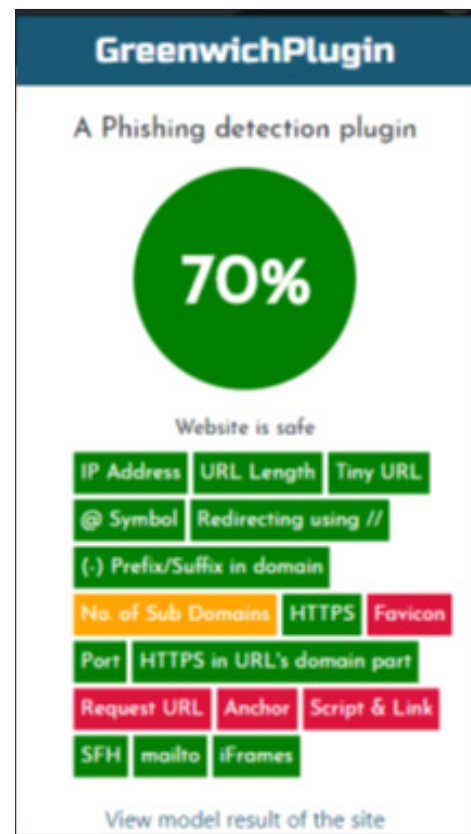 GreenwichPlugin
A Phishing detection plugin
70%
Website is safe
IP Address URL Length Tiny URL
@ Symbol Redirecting using //
(-) Prefix/Suffix in domain
No. of Sub Domains HTTPS Favicon
Port HTTPS in URL's domain part
Request URL Anchor Script & Link
SFH mailto iFrames
View model result of the site